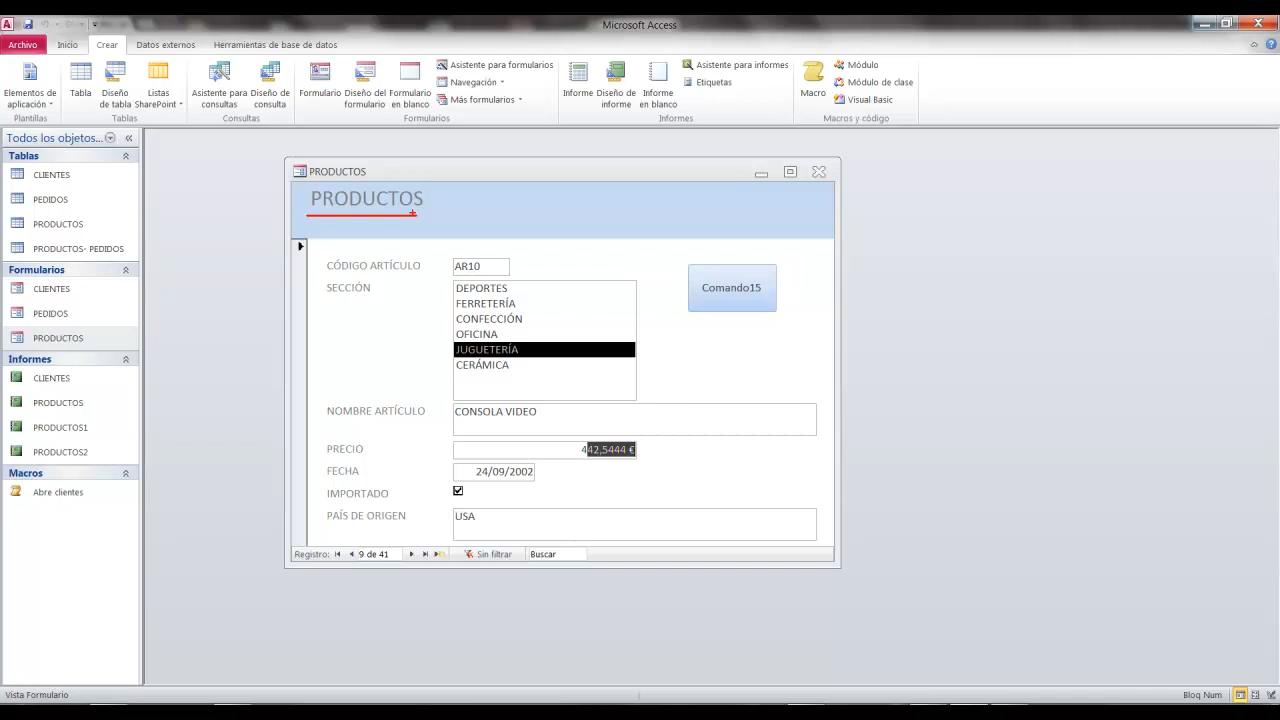 Microsoft Access
Archivo Inicio Crear Datos externos Herramientas de base de datos
Elementos de aplicación
Plantillas
Tabla
Diseño de tabla
Listas SharePoint
Tablas
Asistente para consultas
Diseño de consulta
Consultas
Formulario
Diseño del formulario
Formulario en blanco
Asistente para formularios
Navegación
Más formularios
Formularios
Informe
Diseño de informe
Informe en blanco
Asistente para informes
Etiquetas
Informes
Macro
Módulo
Módulo de clase
Visual Basic
Macros y código
Todos los objetos...
Tablas
CLIENTES
PEDIDOS
PRODUCTOS
PRODUCTOS- PEDIDOS
Formularios
CLIENTES
PEDIDOS
PRODUCTOS
Informes
CLIENTES
PRODUCTOS
PRODUCTOS1
PRODUCTOS2
Macros
Abre clientes
PRODUCTOS
PRODUCTOS
CÓDIGO ARTÍCULO AR10
Comando15
SECCIÓN DEPORTES
FERRETERÍA
CONFECCIÓN
OFICINA
JUGUETERÍA
CERÁMICA
NOMBRE ARTÍCULO CONSOLA VIDEO
PRECIO 442,5444 €
FECHA 24/09/2002
IMPORTADO
PAÍS DE ORIGEN USA
Registro: 9 de 41 Sin filtrar Buscar
Vista Formulario Bloq Num